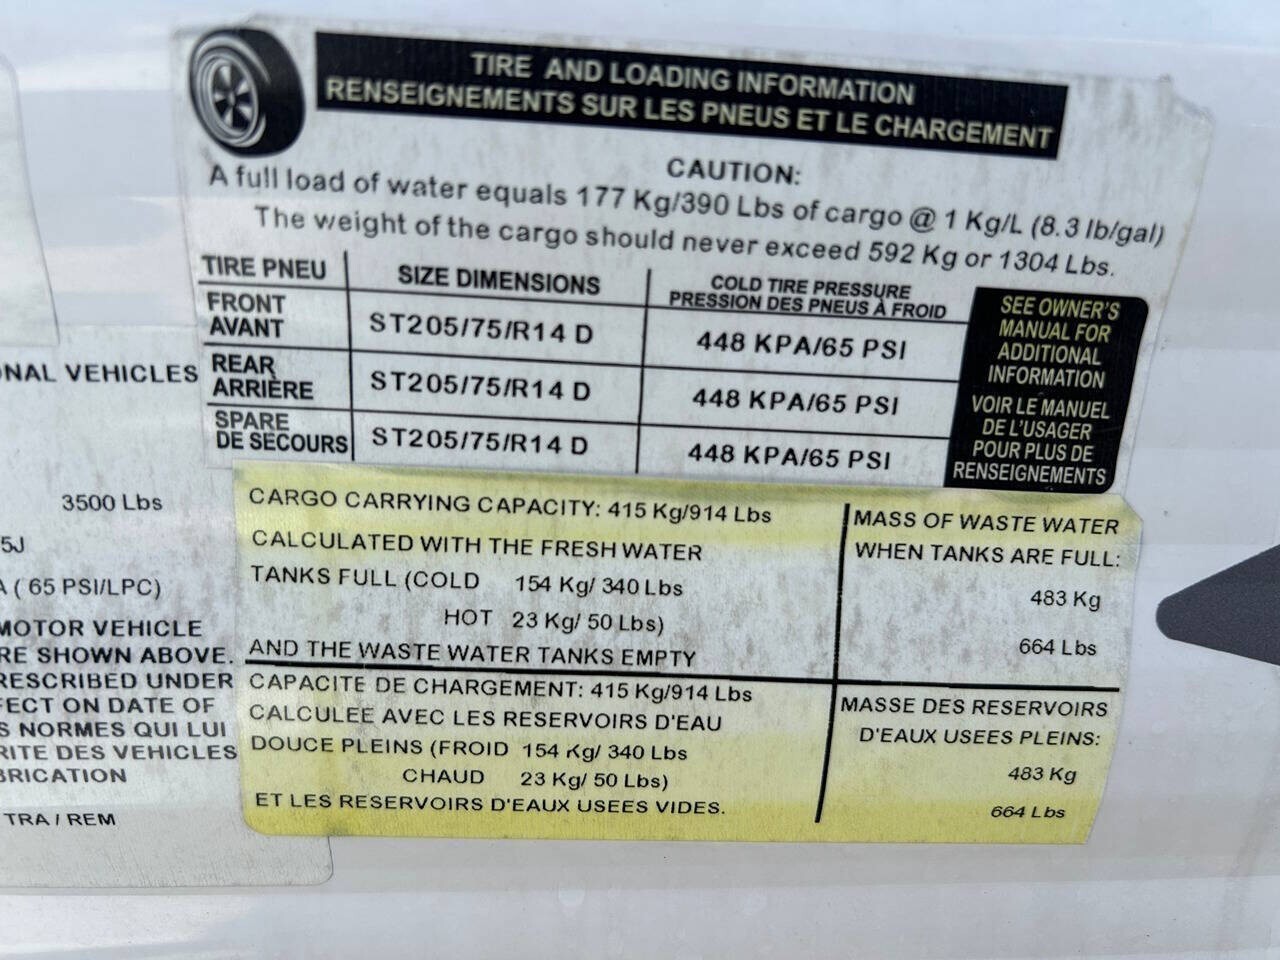 TIRE AND LOADING INFORMATION
RENSEIGNEMENTS SUR LES PNEUS ET LE CHARGEMENT
CAUTION:
A full load of water equals 177 Kg/390 Lbs of cargo @ 1 Kg/L (8.3 lb/gal)
The weight of the cargo should never exceed 592 Kg or 1304 Lbs.
TIRE PNEU SIZE DIMENSIONS COLD TIRE PRESSURE
PRESSION DES PNEUS À FROID
FRONT
AVANT ST205/75/R14 D 448 KPA/65 PSI
REAR
ARRIÈRE ST205/75/R14 D 448 KPA/65 PSI
SPARE
DE SECOURS ST205/75/R14 D 448 KPA/65 PSI
SEE OWNER'S
MANUAL FOR
ADDITIONAL
INFORMATION
VOIR LE MANUEL
DE L'USAGER
POUR PLUS DE
RENSEIGNEMENTS
CARGO CARRYING CAPACITY: 415 Kg/914 Lbs
CALCULATED WITH THE FRESH WATER
TANKS FULL (COLD 154 Kg/ 340 Lbs
HOT 23 Kg/ 50 Lbs)
AND THE WASTE WATER TANKS EMPTY
MASS OF WASTE WATER
WHEN TANKS ARE FULL:
483 Kg
664 Lbs
CAPACITE DE CHARGEMENT: 415 Kg/914 Lbs
CALCULEE AVEC LES RESERVOIRS D'EAU
DOUCE PLEINS (FROID 154 Kg/ 340 Lbs
CHAUD 23 Kg/ 50 Lbs)
ET LES RESERVOIRS D'EAUX USEES VIDES.
MASSE DES RESERVOIRS
D'EAUX USEES PLEINS:
483 Kg
664 Lbs
ONAL VEHICLES
3500 Lbs
5J
A ( 65 PSI/LPC)
MOTOR VEHICLE
RE SHOWN ABOVE.
RESCRIBED UNDER
FECT ON DATE OF
S NORMES QUI LUI
RITE DES VEHICLES
BRICATION
TRA / REM